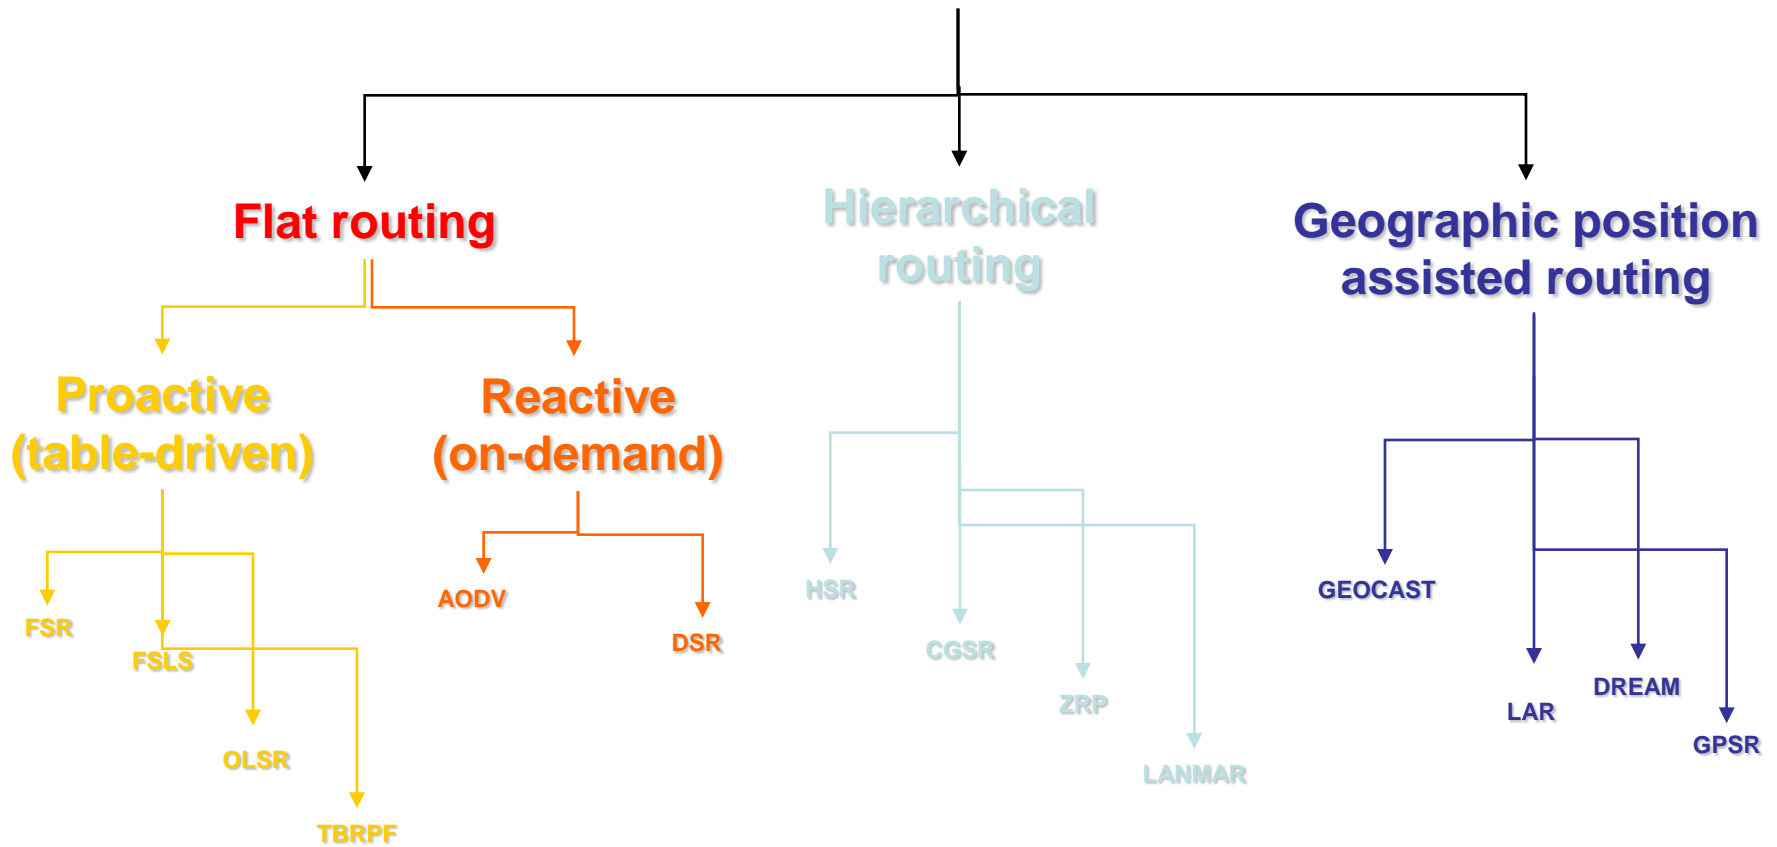 Flat routing
Hierarchical
routing
Geographic position
assisted routing
Proactive
(table-driven)
Reactive
(on-demand)
FSR
FSLS
OLSR
TBRPF
AODV
DSR
HSR
CGSR
ZRP
LANMAR
GEOCAST
LAR
DREAM
GPSR